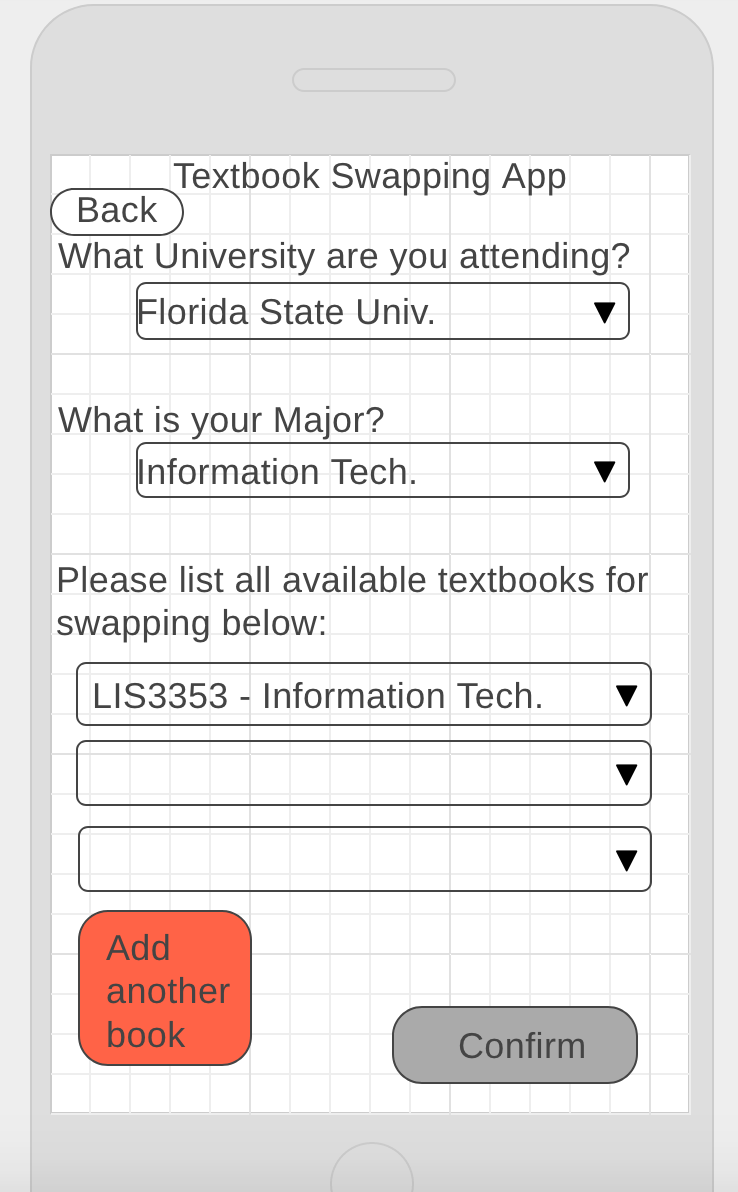 Textbook Swapping App
Back
What University are you attending?
Florida State Univ.
What is your Major?
Information Tech.
Please list all available textbooks for
swapping below:
LIS3353 - Information Tech.
Add
another
book
Confirm